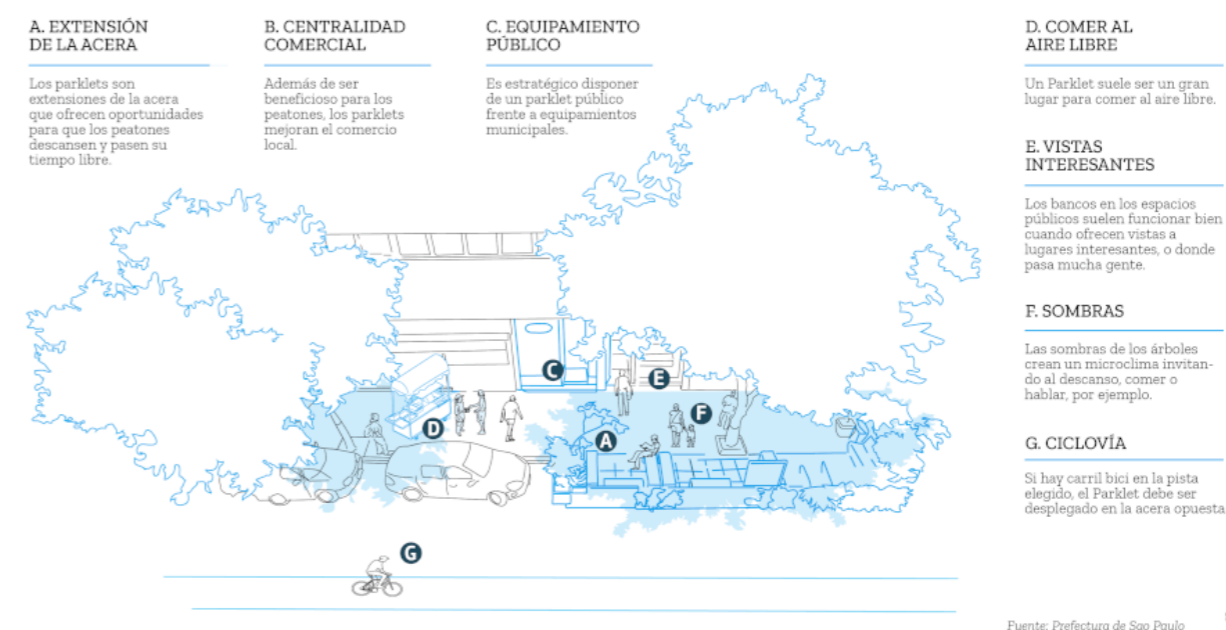 A. EXTENSIÓN
DE LA ACERA
Los parklets son
extensiones de la acera
que ofrecen oportunidades
para que los peatones
descansen y pasen su
tiempo libre.
B. CENTRALIDAD
COMERCIAL
Además de ser
beneficioso para los
peatones, los parklets
mejoran el comercio
local.
C. EQUIPAMIENTO
PÚBLICO
Es estratégico disponer
de un parklet público
frente a equipamientos
municipales.
D. COMER AL
AIRE LIBRE
Un Parklet suele ser un gran
lugar para comer al aire libre.
E. VISTAS
INTERESANTES
Los bancos en los espacios
públicos suelen funcionar bien
cuando ofrecen vistas a
lugares interesantes, o donde
pasa mucha gente.
F. SOMBRAS
Las sombras de los árboles
crean un microclima invitan-
do al descanso, comer o
hablar, por ejemplo.
G. CICLOVÍA
Si hay carril bici en la pista
elegido, el Parklet debe ser
desplegado en la acera opuesta
C
E
F
D
A
G
Fuente: Prefectura de Sao Paulo